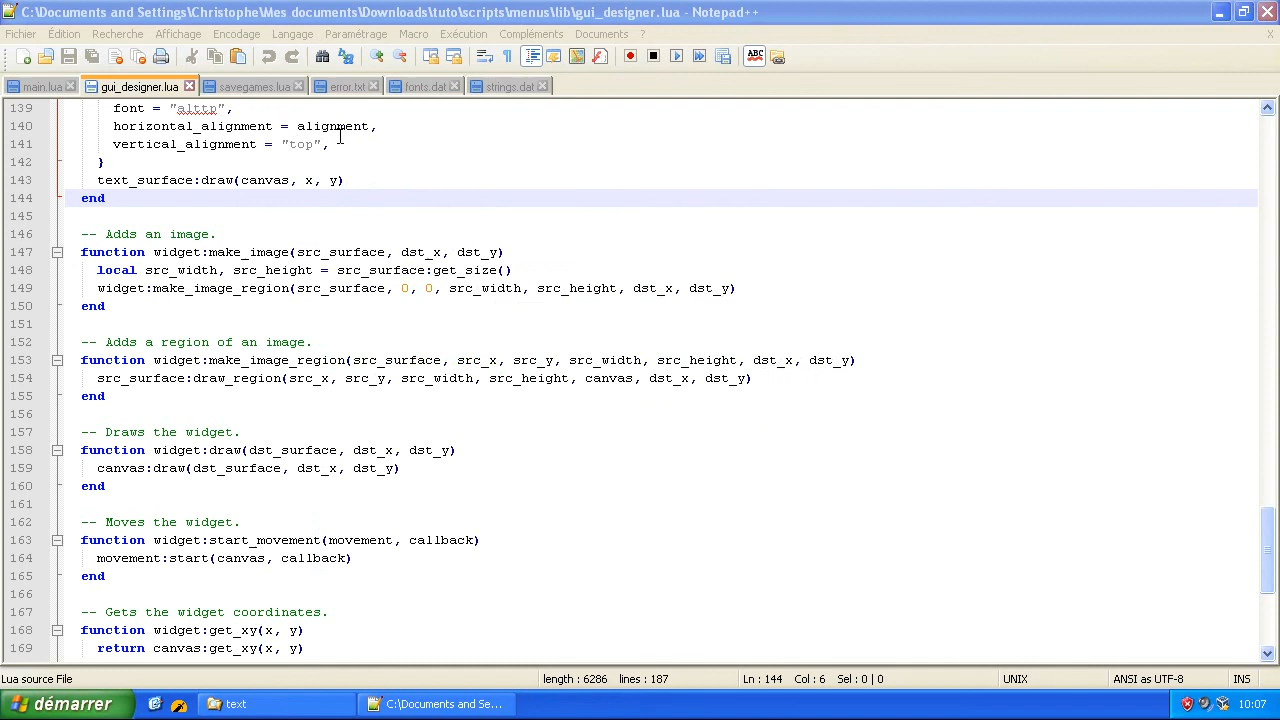 C:\Documents and Settings\Christophe\Mes documents\Downloads\tuto\scripts\menus\lib\gui_designer.lua - Notepad++
Fichier Édition Recherche Affichage Encodage Langage Paramétrage Macro Exécution Compléments Documents ? X
main.lua gui_designer.lua savegames.lua error.txt fonts.dat strings.dat
139 font = "alttp",
140 horizontal_alignment = alignment,
141 vertical_alignment = "top",
142 }
143 text_surface:draw(canvas, x, y)
144 end
145
146 -- Adds an image.
147 function widget:make_image(src_surface, dst_x, dst_y)
148 local src_width, src_height = src_surface:get_size()
149 widget:make_image_region(src_surface, 0, 0, src_width, src_height, dst_x, dst_y)
150 end
151
152 -- Adds a region of an image.
153 function widget:make_image_region(src_surface, src_x, src_y, src_width, src_height, dst_x, dst_y)
154 src_surface:draw_region(src_x, src_y, src_width, src_height, canvas, dst_x, dst_y)
155 end
156
157 -- Draws the widget.
158 function widget:draw(dst_surface, dst_x, dst_y)
159 canvas:draw(dst_surface, dst_x, dst_y)
160 end
161
162 -- Moves the widget.
163 function widget:start_movement(movement, callback)
164 movement:start(canvas, callback)
165 end
166
167 -- Gets the widget coordinates.
168 function widget:get_xy(x, y)
169 return canvas:get_xy(x, y)
Lua source File length : 6286 lines : 187 Ln : 144 Col : 6 Sel : 0 | 0 UNIX ANSI as UTF-8 INS
démarrer text C:\Documents and Se... 10:07